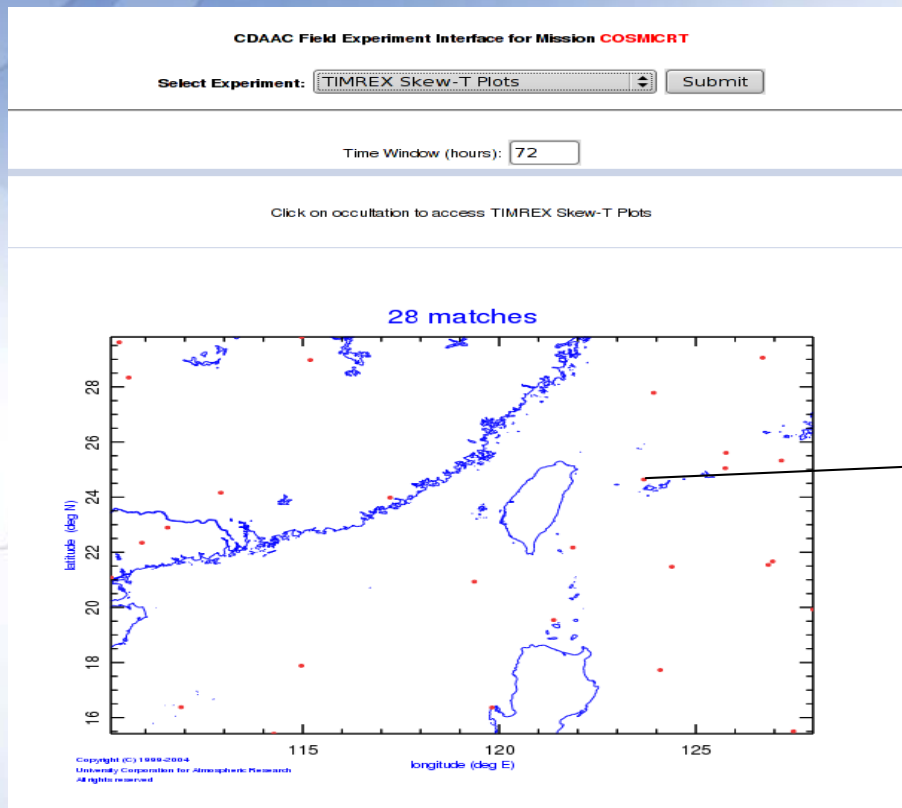 CDAAC Field Experiment Interface for Mission COSMICRT
Select Experiment: TIMREX Skew-T Plots Submit
Time Window (hours): 72
Click on occultation to access TIMREX Skew-T Plots
28 matches
28
26
24
22
20
18
16
latitude (deg N)
115 120 125
longitude (deg E)
Copyright (C) 1999-2004
University Corporation for Atmospheric Research
All rights reserved